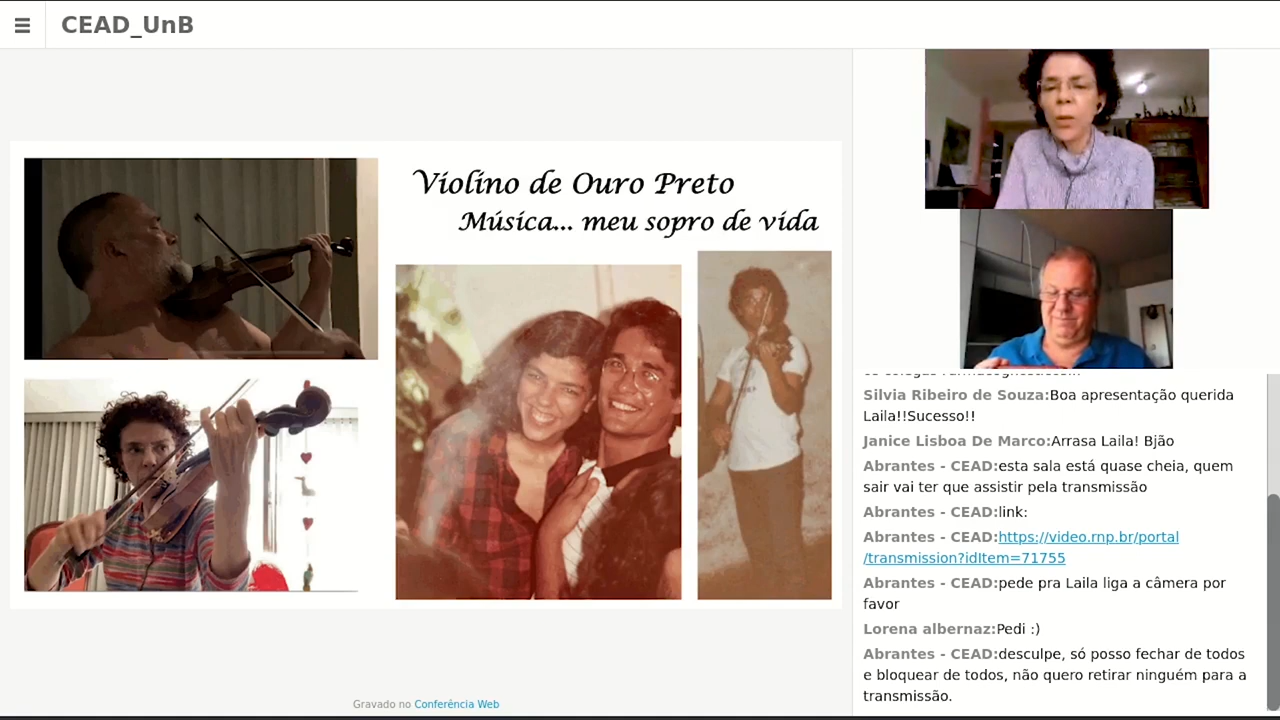 CEAD_UnB
Violino de Ouro Preto
Música... meu sopro de vida
Silvia Ribeiro de Souza:Boa apresentação querida
Laila!!Sucesso!!
Janice Lisboa De Marco:Arrasa Laila! Bjão
Abrantes - CEAD:esta sala está quase cheia, quem
sair vai ter que assistir pela transmissão
Abrantes - CEAD:link:
Abrantes - CEAD:https://video.rnp.br/portal
/transmission?idItem=71755
Abrantes - CEAD:pede pra Laila liga a câmera por
favor
Lorena albernaz:Pedi :)
Abrantes - CEAD:desculpe, só posso fechar de todos
e bloquear de todos, não quero retirar ninguém para a
transmissão.
Gravado no Conferência Web